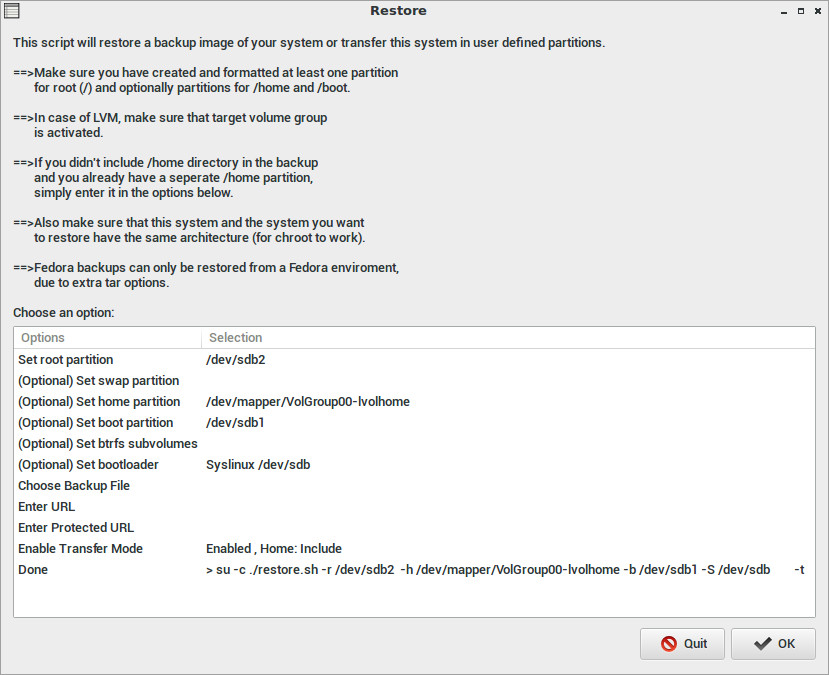 Restore
This script will restore a backup image of your system or transfer this system in user defined partitions.
==>Make sure you have created and formatted at least one partition
for root (/) and optionally partitions for /home and /boot.
==>In case of LVM, make sure that target volume group
is activated.
==>If you didn't include /home directory in the backup
and you already have a seperate /home partition,
simply enter it in the options below.
==>Also make sure that this system and the system you want
to restore have the same architecture (for chroot to work).
==>Fedora backups can only be restored from a Fedora enviroment,
due to extra tar options.
Choose an option:
Options Selection
Set root partition /dev/sdb2
(Optional) Set swap partition
(Optional) Set home partition /dev/mapper/VolGroup00-lvolhome
(Optional) Set boot partition /dev/sdb1
(Optional) Set btrfs subvolumes
(Optional) Set bootloader Syslinux /dev/sdb
Choose Backup File
Enter URL
Enter Protected URL
Enable Transfer Mode Enabled , Home: Include
Done > su -c ./restore.sh -r /dev/sdb2 -h /dev/mapper/VolGroup00-lvolhome -b /dev/sdb1 -S /dev/sdb -t
Quit OK